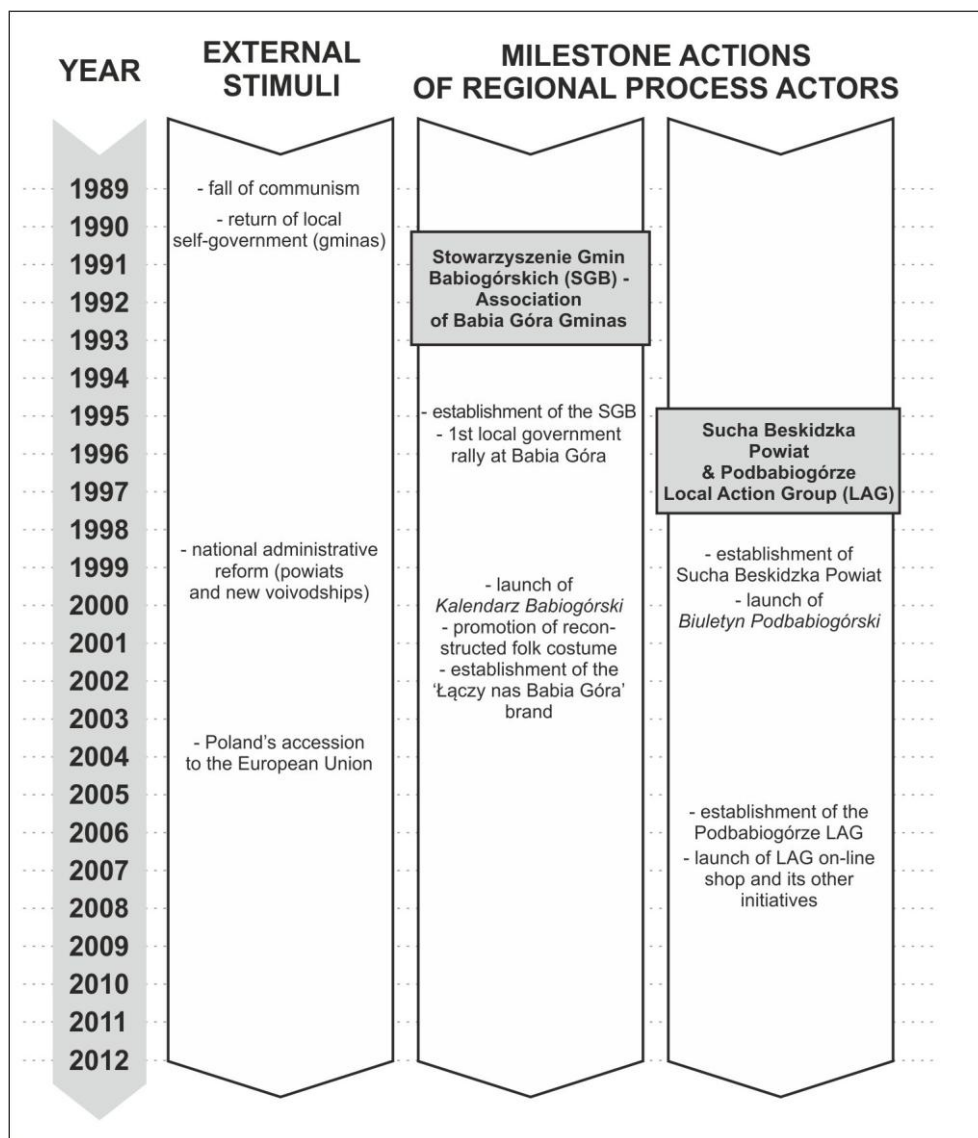 YEAR
EXTERNAL
STIMULI
MILESTONE ACTIONS
OF REGIONAL PROCESS ACTORS
1989
1990
1991
1992
1993
1994
1995
1996
1997
1998
1999
2000
2001
2002
2003
2004
2005
2006
2007
2008
2009
2010
2011
2012
- fall of communism
- return of local
self-government (gminas)
- national administrative
reform (powiats
and new voivodships)
- Poland’s accession
to the European Union
Stowarzyszenie Gmin
Babiogórskich (SGB) -
Association
of Babia Góra Gminas
- establishment of the SGB
- 1st local government
rally at Babia Góra
- launch of
Kalendarz Babiogórski
- promotion of recon-
structed folk costume
- establishment of the
‘Łączy nas Babia Góra’
brand
Sucha Beskidzka
Powiat
& Podbabiogórze
Local Action Group (LAG)
- establishment of
Sucha Beskidzka Powiat
- launch of
Biuletyn Podbabiogórski
- establishment of the
Podbabiogórze LAG
- launch of LAG on-line
shop and its other
initiatives